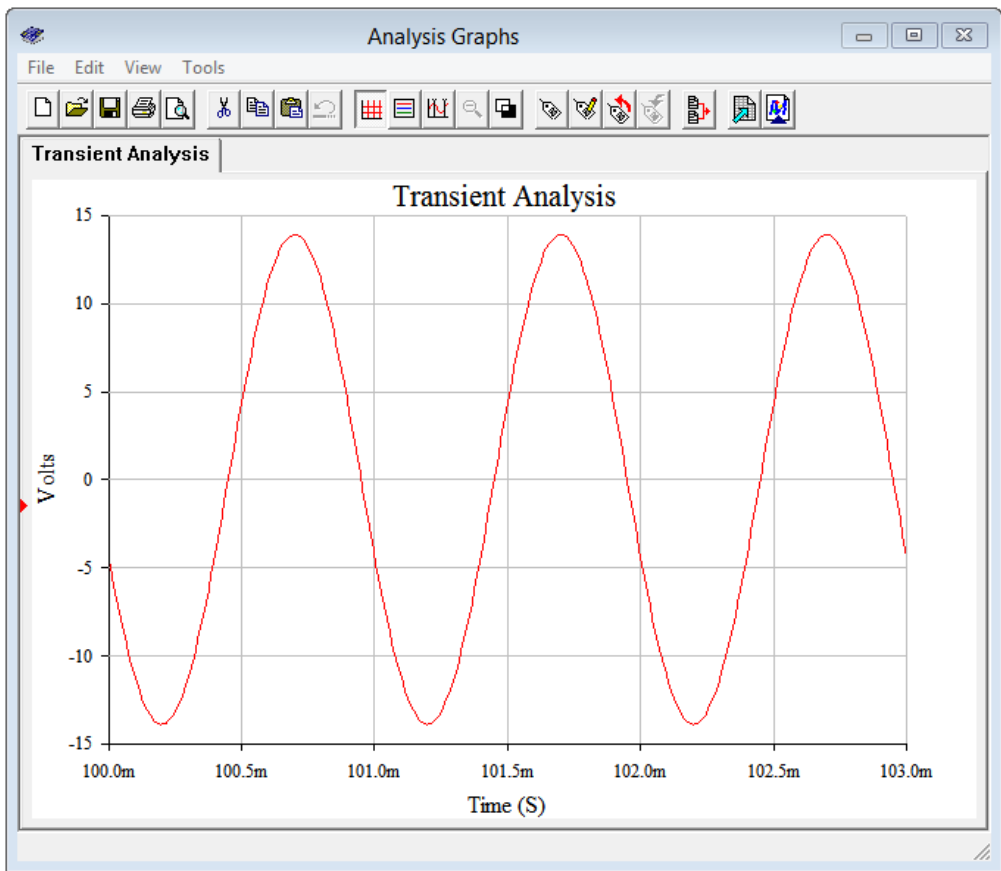 Analysis Graphs
File Edit View Tools
Transient Analysis
Transient Analysis
15
10
5
0
-5
-10
-15
Volts
100.0m 100.5m 101.0m 101.5m 102.0m 102.5m 103.0m
Time (S)